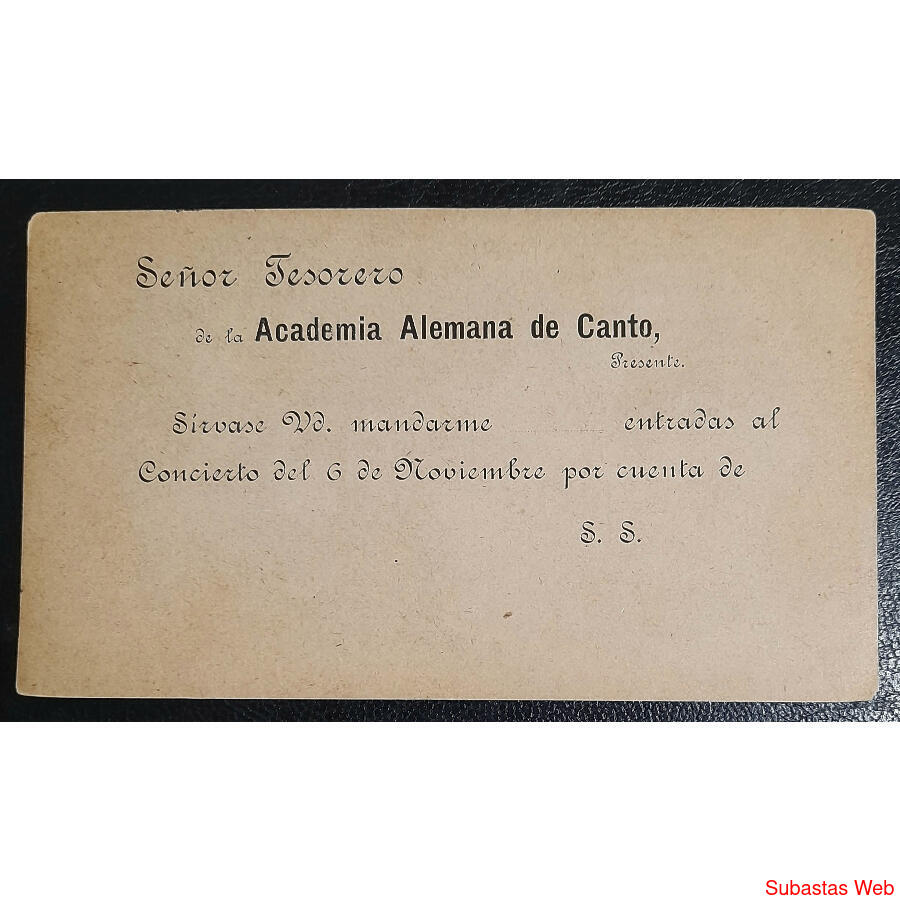 Señor Tesorero
de la Academia Alemana de Canto,
Presente.
Sírvase Vd. mandarme ............ entradas al
Concierto del 6 de Noviembre por cuenta de
S. S.
Subastas Web